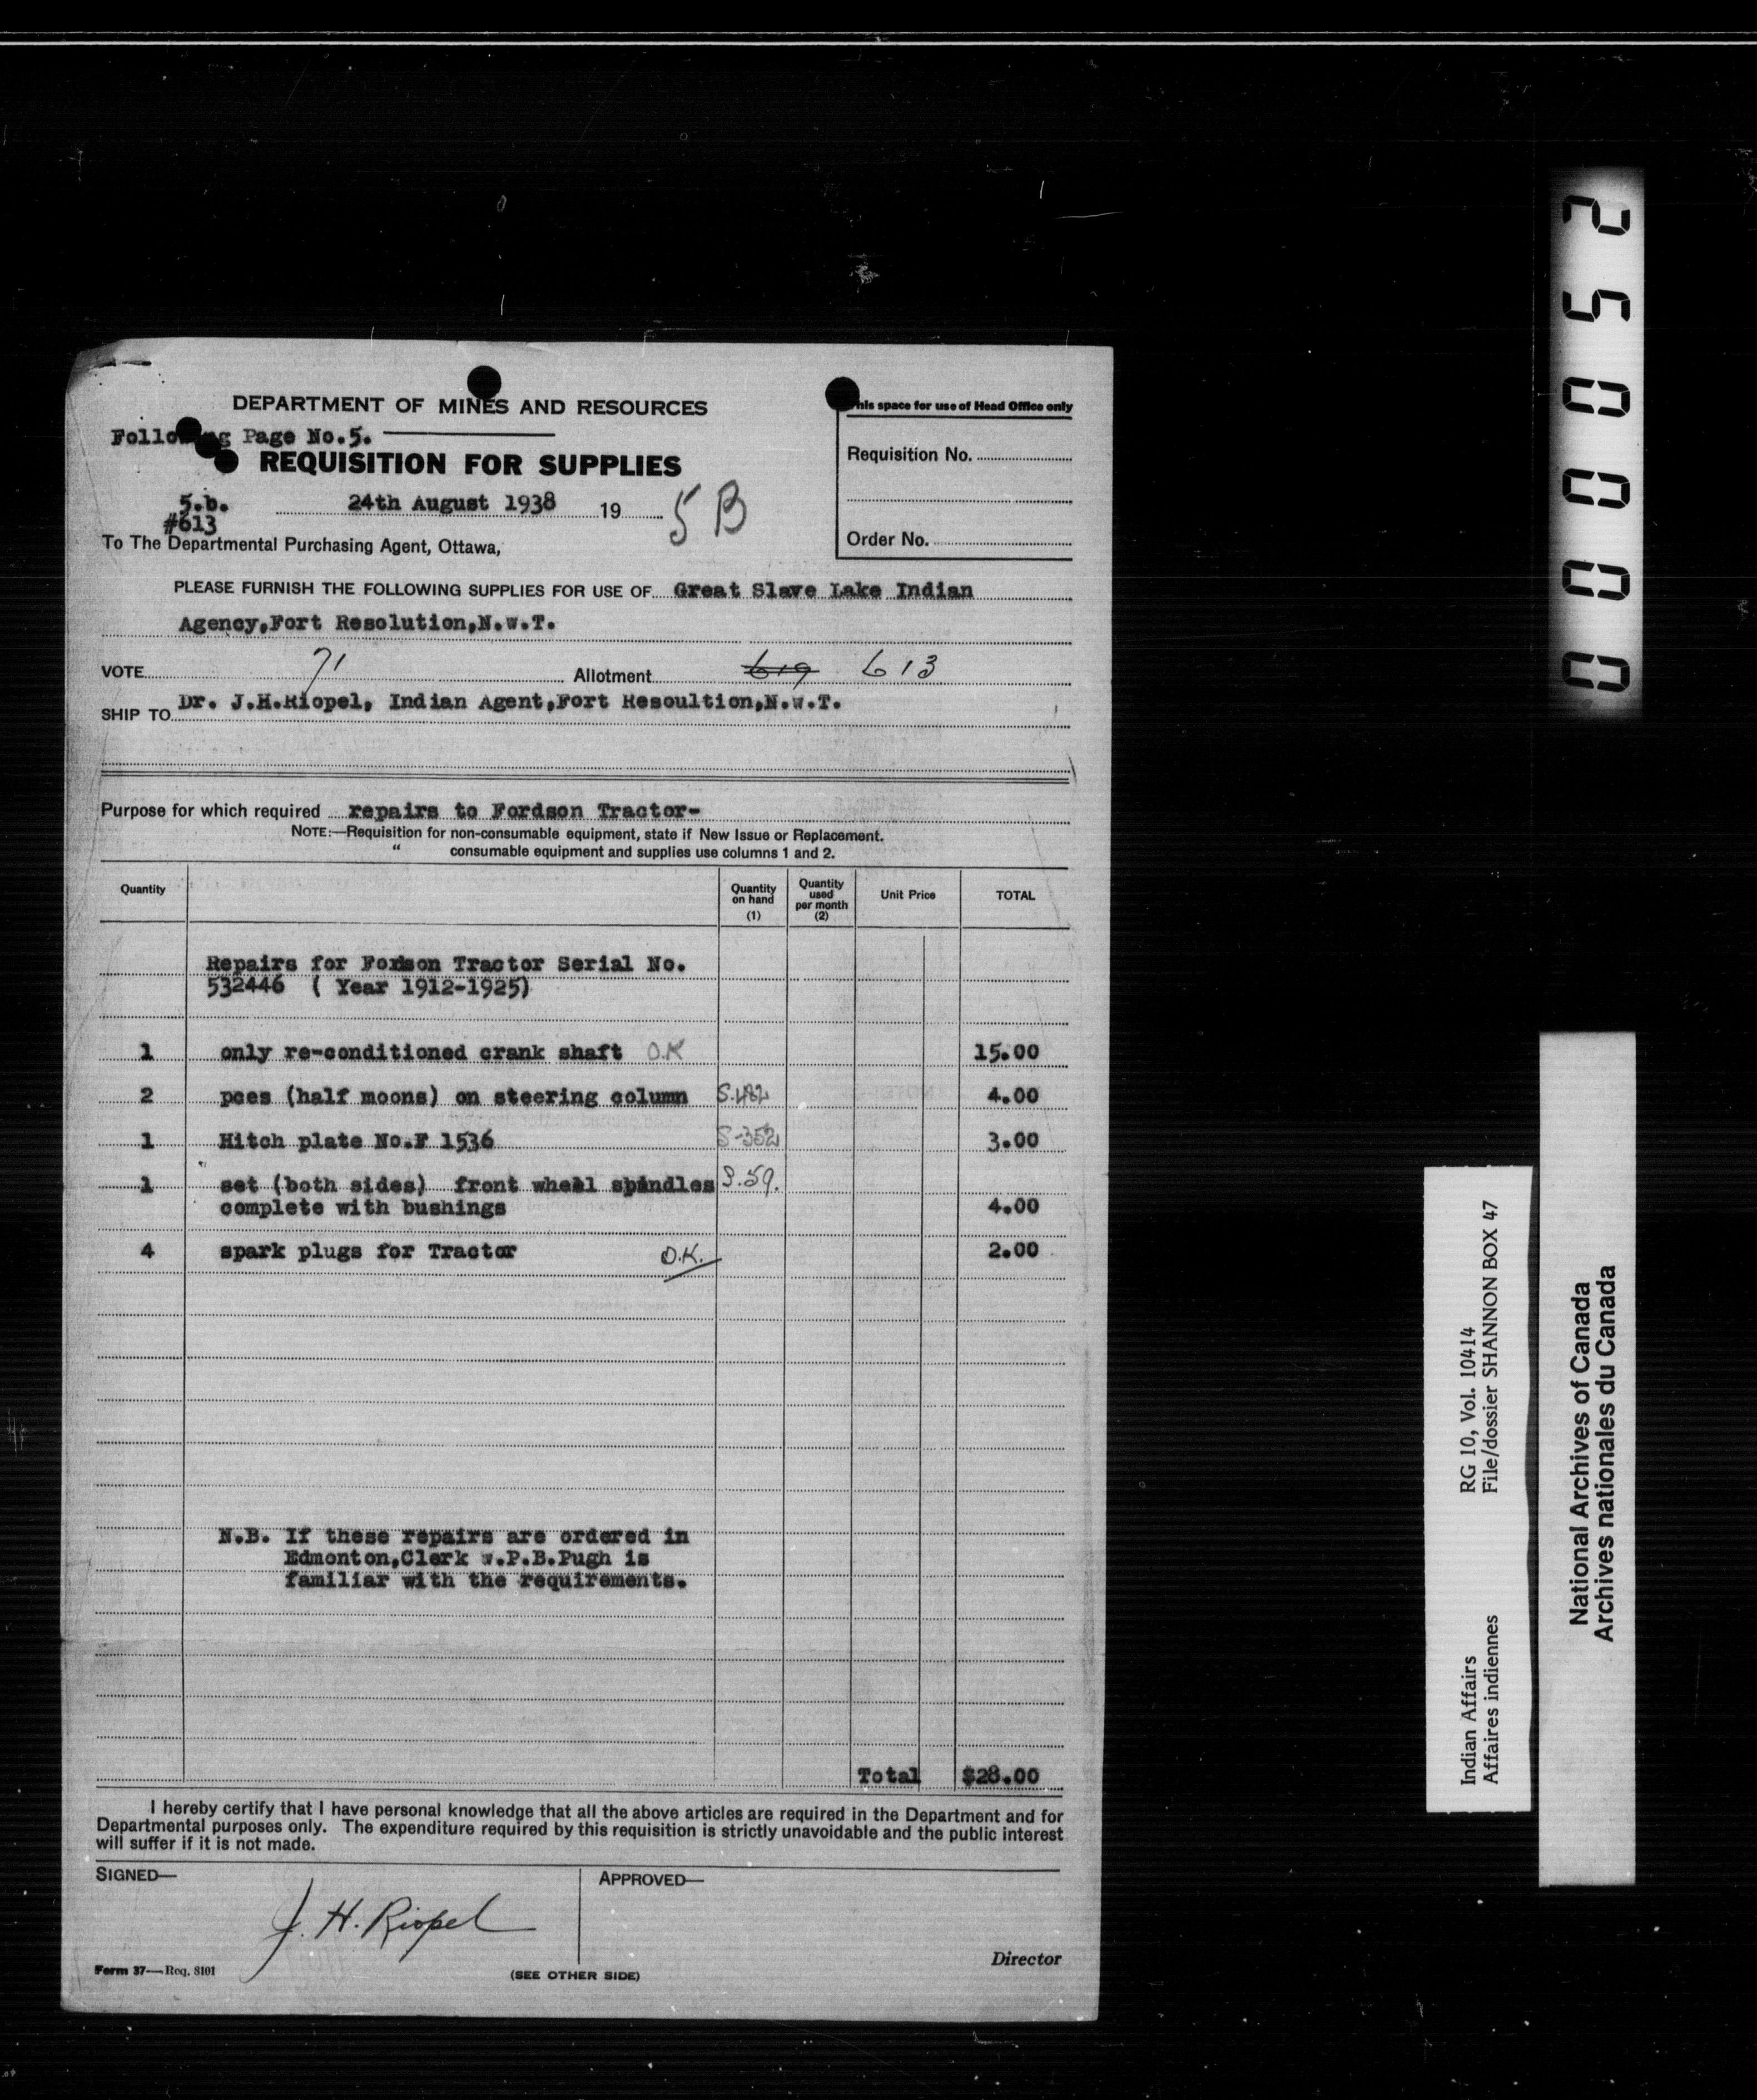 DEPARTMENT OF MINES AND RESOURCES
Following Page No.5.
REQUISITION FOR SUPPLIES
5.b. 24th August 1938 19 5 B
#613
To The Departmental Purchasing Agent, Ottawa,
This space for use of Head Office only
Requisition No.
Order No.
PLEASE FURNISH THE FOLLOWING SUPPLIES FOR USE OF Great Slave Lake Indian
Agency,Fort Resolution,N.W.T.
VOTE 71 Allotment 619 613
SHIP TO Dr. J.H.Riopel, Indian Agent,Fort Resoultion,N.W.T.
Purpose for which required repairs to Fordson Tractor-
NOTE:—Requisition for non-consumable equipment, state if New Issue or Replacement.
" consumable equipment and supplies use columns 1 and 2.
Quantity Quantity on hand (1) Quantity used per month (2) Unit Price TOTAL
Repairs for Fordson Tractor Serial No.
532446 ( Year 1912-1925)
1 only re-conditioned crank shaft O.K 15.00
2 pces (half moons) on steering column S.482 4.00
1 Hitch plate No.F 1536 S-352 3.00
1 set (both sides) front wheel spindles S.59.
complete with bushings 4.00
4 spark plugs for Tractor O.K. 2.00
N.B. If these repairs are ordered in
Edmonton,Clerk W.P.B.Pugh is
familiar with the requirements.
Total $28.00
I hereby certify that I have personal knowledge that all the above articles are required in the Department and for
Departmental purposes only. The expenditure required by this requisition is strictly unavoidable and the public interest
will suffer if it is not made.
SIGNED— APPROVED—
J. H. Riopel
Director
Form 37—Req. 8101 (SEE OTHER SIDE)
000052
Indian Affairs RG 10, Vol. 10414
Affaires indiennes File/dossier SHANNON BOX 47
National Archives of Canada
Archives nationales du Canada